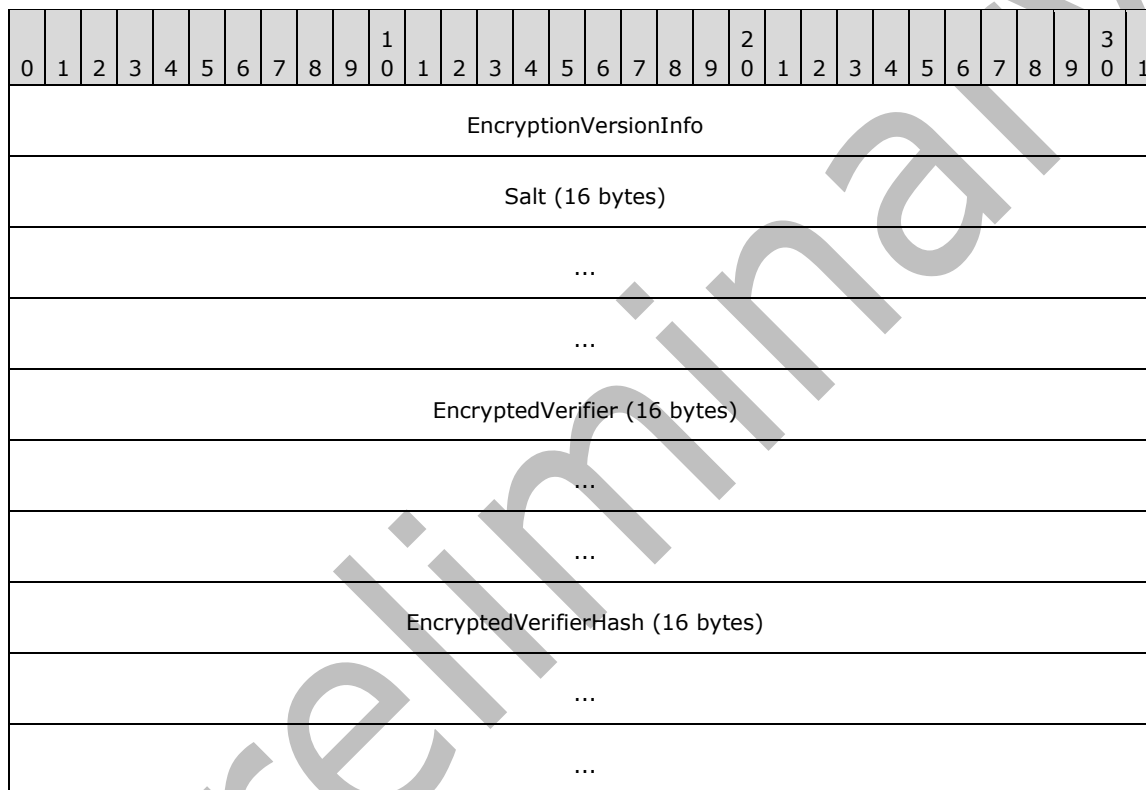 1 2 3
0 1 2 3 4 5 6 7 8 9 0 1 2 3 4 5 6 7 8 9 0 1 2 3 4 5 6 7 8 9 0 1
EncryptionVersionInfo
Salt (16 bytes)
...
...
EncryptedVerifier (16 bytes)
...
...
EncryptedVerifierHash (16 bytes)
...
...
reliminary